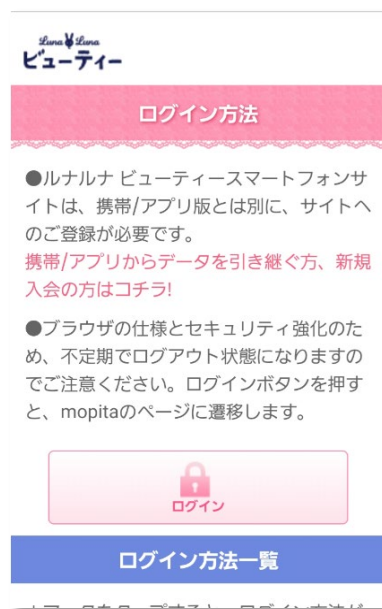 Luna Luna
ビューティー
ログイン方法
●ルナルナ ビューティースマートフォンサ
イトは、携帯/アプリ版とは別に、サイトへ
のご登録が必要です。
携帯/アプリからデータを引き継ぐ方、新規
入会の方はコチラ!
●ブラウザの仕様とセキュリティ強化のた
め、不定期でログアウト状態になりますの
でご注意ください。ログインボタンを押す
と、mopitaのページに遷移します。
ログイン
ログイン方法一覧